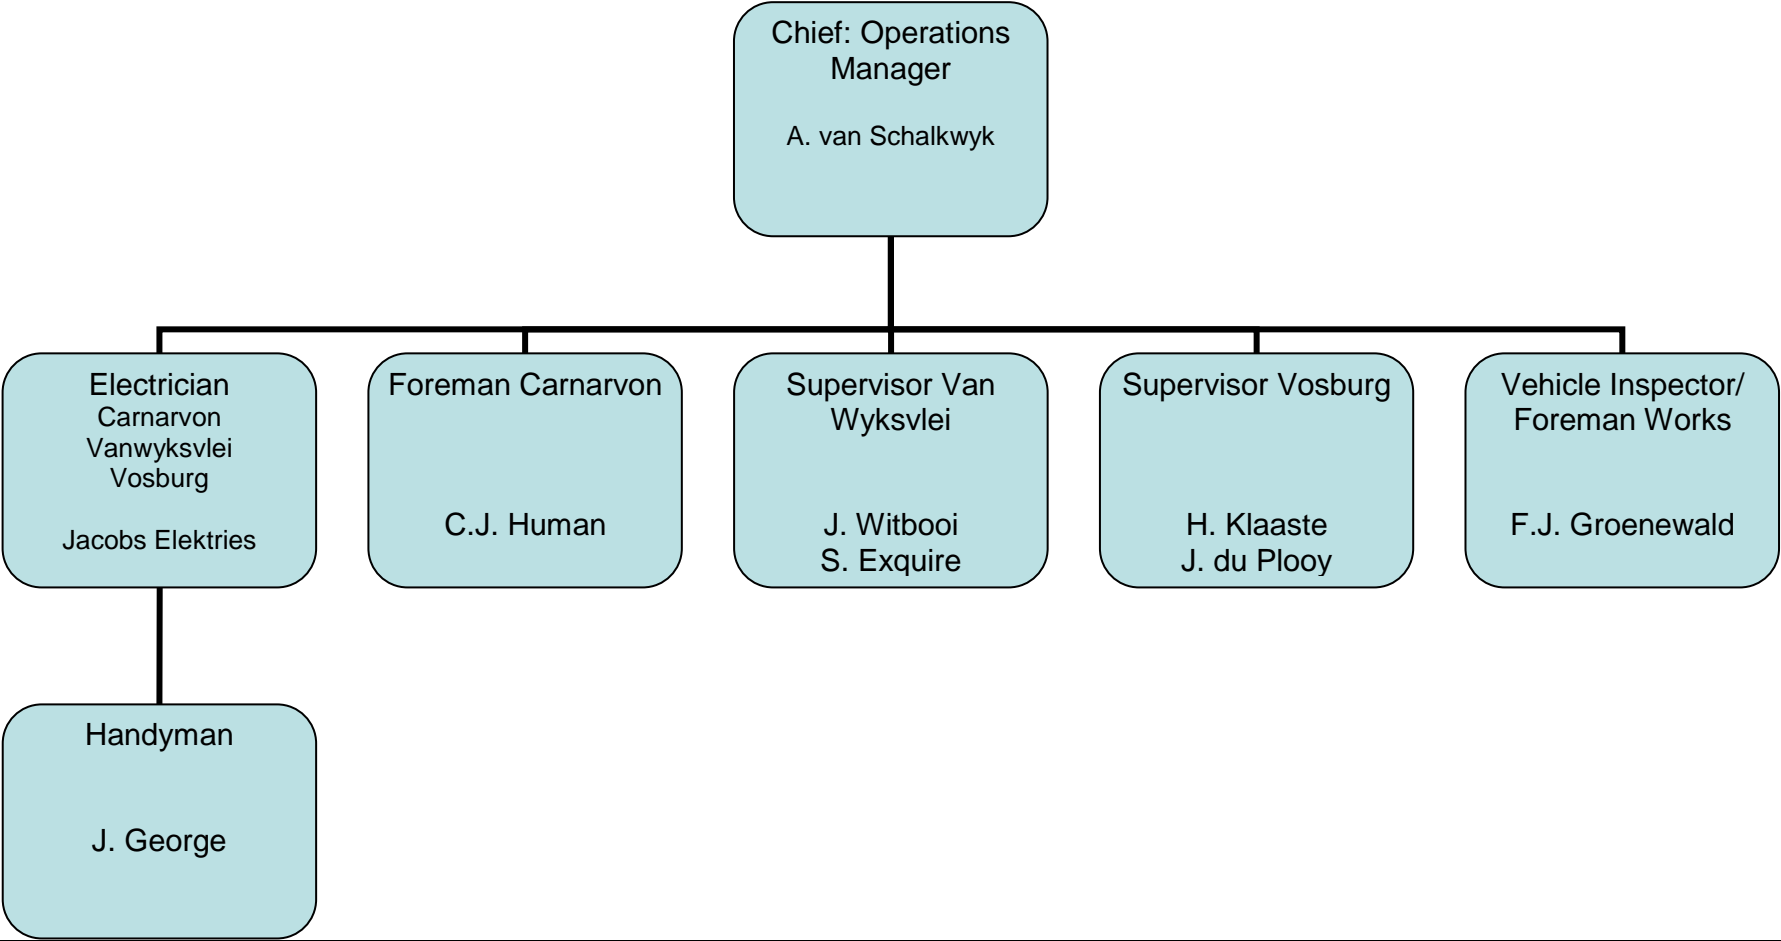 Chief: Operations
Manager
A. van Schalkwyk
Electrician
Carnarvon
Vanwyksvlei
Vosburg
Jacobs Elektries
Foreman Carnarvon
C.J. Human
Supervisor Van
Wyksvlei
J. Witbooi
S. Exquire
Supervisor Vosburg
H. Klaaste
J. du Plooy
Vehicle Inspector/
Foreman Works
F.J. Groenewald
Handyman
J. George